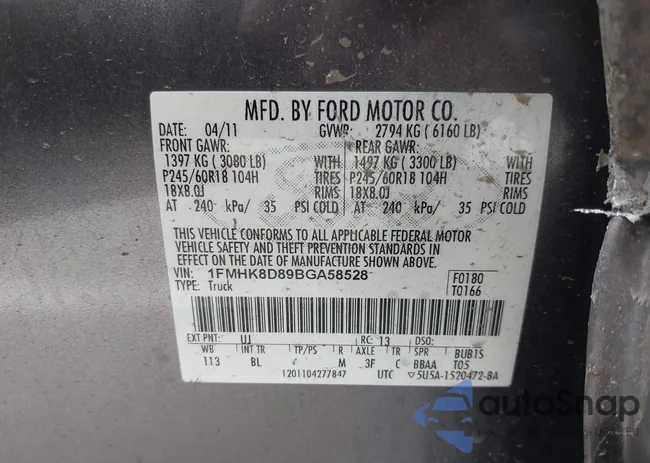 MFD. BY FORD MOTOR CO.
DATE: 04/11 GVWR: 2794 KG ( 6160 LB)
FRONT GAWR: REAR GAWR:
1397 KG ( 3080 LB) WITH 1497 KG ( 3300 LB) WITH
P245/60R18 104H TIRES P245/60R18 104H TIRES
18X8.0J RIMS 18X8.0J RIMS
AT 240 kPa/ 35 PSI COLD AT 240 kPa/ 35 PSI COLD
THIS VEHICLE CONFORMS TO ALL APPLICABLE FEDERAL MOTOR
VEHICLE SAFETY AND THEFT PREVENTION STANDARDS IN
EFFECT ON THE DATE OF MANUFACTURE SHOWN ABOVE.
VIN: 1FMHK8D89BGA58528 F0180
TYPE: Truck T0166
EXT PNT: UJ RC: 13 DSO:
WB INT TR TP/PS R AXLE TR SPR BUB1S
113 BL M 3F C BBAA T05
1201104277847 UTC 5U5A-1520472-BA
autoSnap